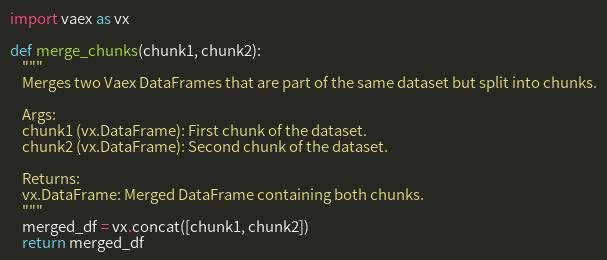 import vaex as vx
def merge_chunks(chunk1, chunk2):
"""
Merges two Vaex DataFrames that are part of the same dataset but split into chunks.
Args:
chunk1 (vx.DataFrame): First chunk of the dataset.
chunk2 (vx.DataFrame): Second chunk of the dataset.
Returns:
vx.DataFrame: Merged DataFrame containing both chunks.
"""
merged_df = vx.concat([chunk1, chunk2])
return merged_df